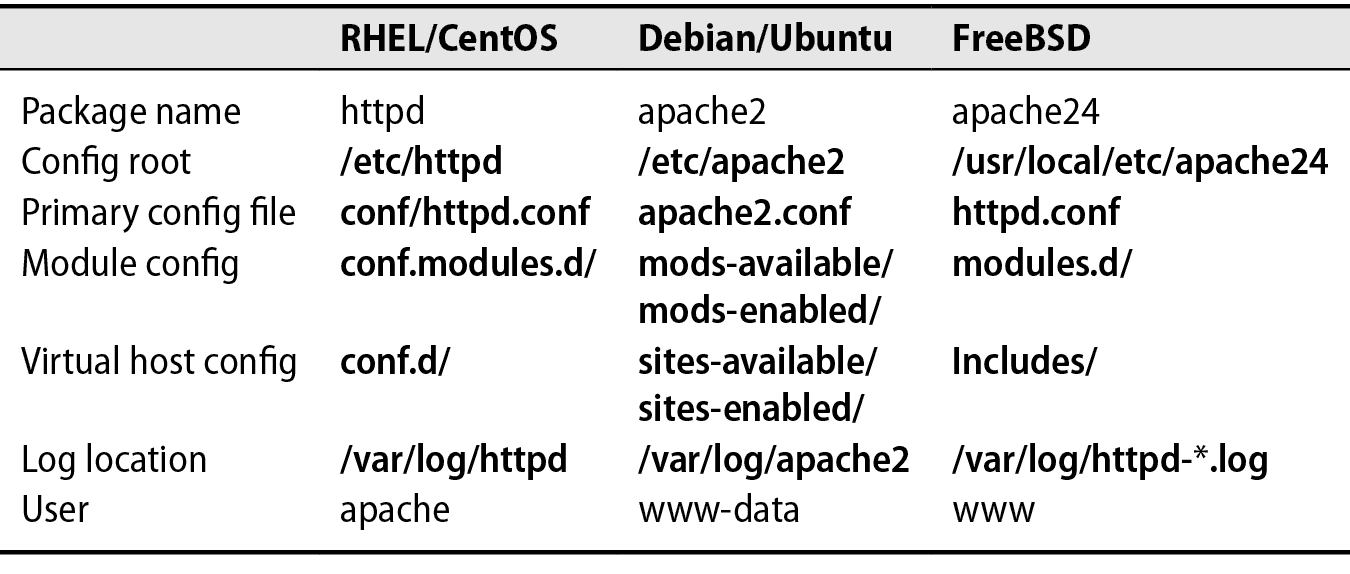 RHEL/CentOS Debian/Ubuntu FreeBSD
Package name httpd apache2 apache24
Config root /etc/httpd /etc/apache2 /usr/local/etc/apache24
Primary config file conf/httpd.conf apache2.conf httpd.conf
Module config conf.modules.d/ mods-available/ modules.d/
mods-enabled/
Virtual host config conf.d/ sites-available/ Includes/
sites-enabled/
Log location /var/log/httpd /var/log/apache2 /var/log/httpd-*.log
User apache www-data www